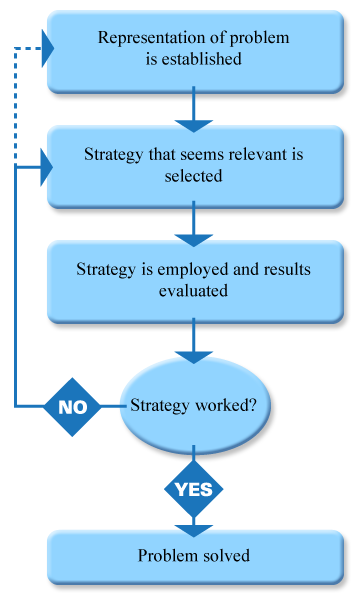 Representation of problem
is established
Strategy that seems relevant is
selected
Strategy is employed and results
evaluated
Strategy worked?
NO
YES
Problem solved